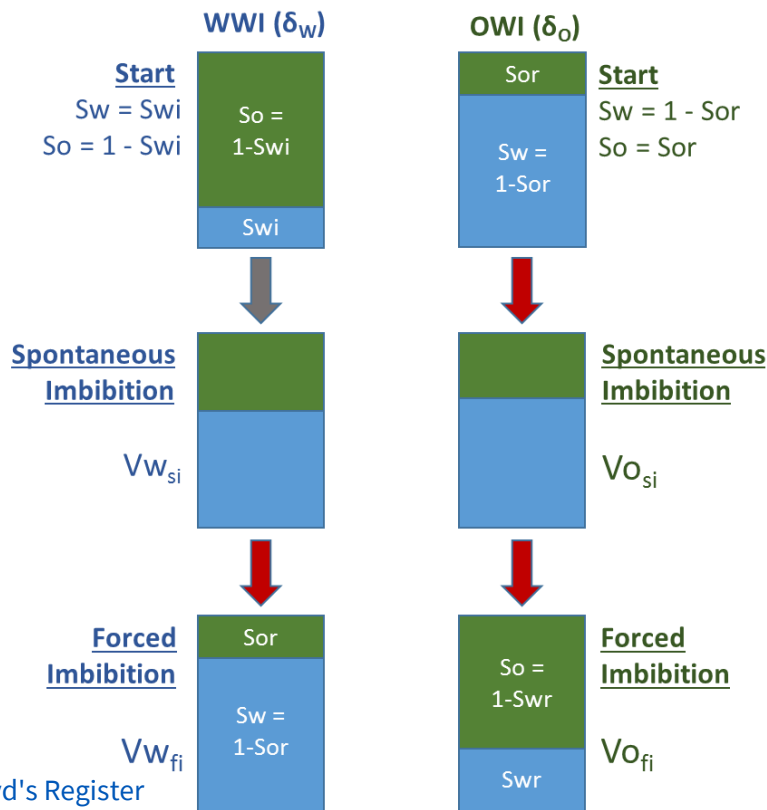 WWI (δW)
Start
Sw = Swi
So = 1 - Swi
So =
1-Swi
Swi
Spontaneous
Imbibition
Vwsi
Forced
Imbibition
Vwfi
Sor
Sw =
1-Sor
OWI (δO)
Sor
Sw =
1-Sor
Start
Sw = 1 - Sor
So = Sor
Spontaneous
Imbibition
Vosi
So =
1-Swr
Swr
Forced
Imbibition
Vofi
d's Register